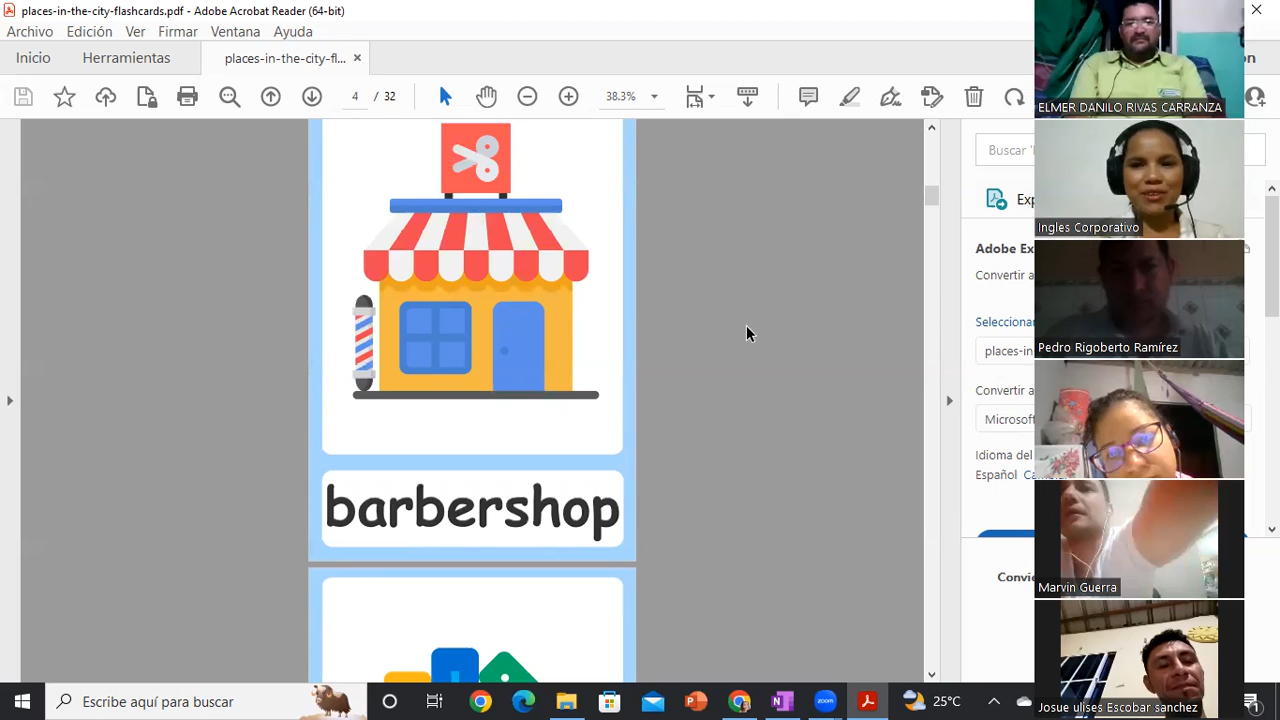 places-in-the-city-flashcards.pdf - Adobe Acrobat Reader (64-bit)
Archivo Edición Ver Firmar Ventana Ayuda
Inicio Herramientas places-in-the-city-fl...
4 / 32 38.3%
barbershop
Buscar
Adobe Ex
Convertir a
Seleccionar
places-in
Convertir a
Microsof
Idioma del
Español
ELMER DANILO RIVAS CARRANZA
Ingles Corporativo
Pedro Rigoberto Ramírez
Marvin Guerra
Josue ulises Escobar sanchez
Escribe aquí para buscar
zoom
25°C